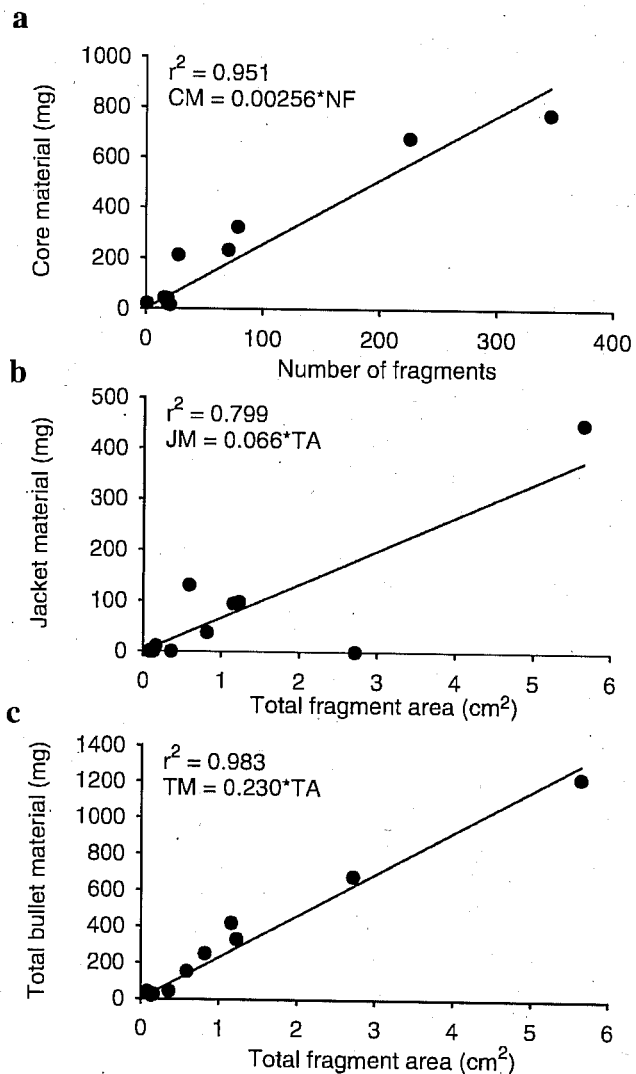 a
1000
800
600
400
200
0
Core material (mg)
r² = 0.951
CM = 0.00256*NF
0 100 200 300 400
Number of fragments
b
500
400
300
200
100
0
Jacket material (mg)
r² = 0.799
JM = 0.066*TA
0 1 2 3 4 5 6
Total fragment area (cm²)
c
1400
1200
1000
800
600
400
200
0
Total bullet material (mg)
r² = 0.983
TM = 0.230*TA
0 1 2 3 4 5 6
Total fragment area (cm²)